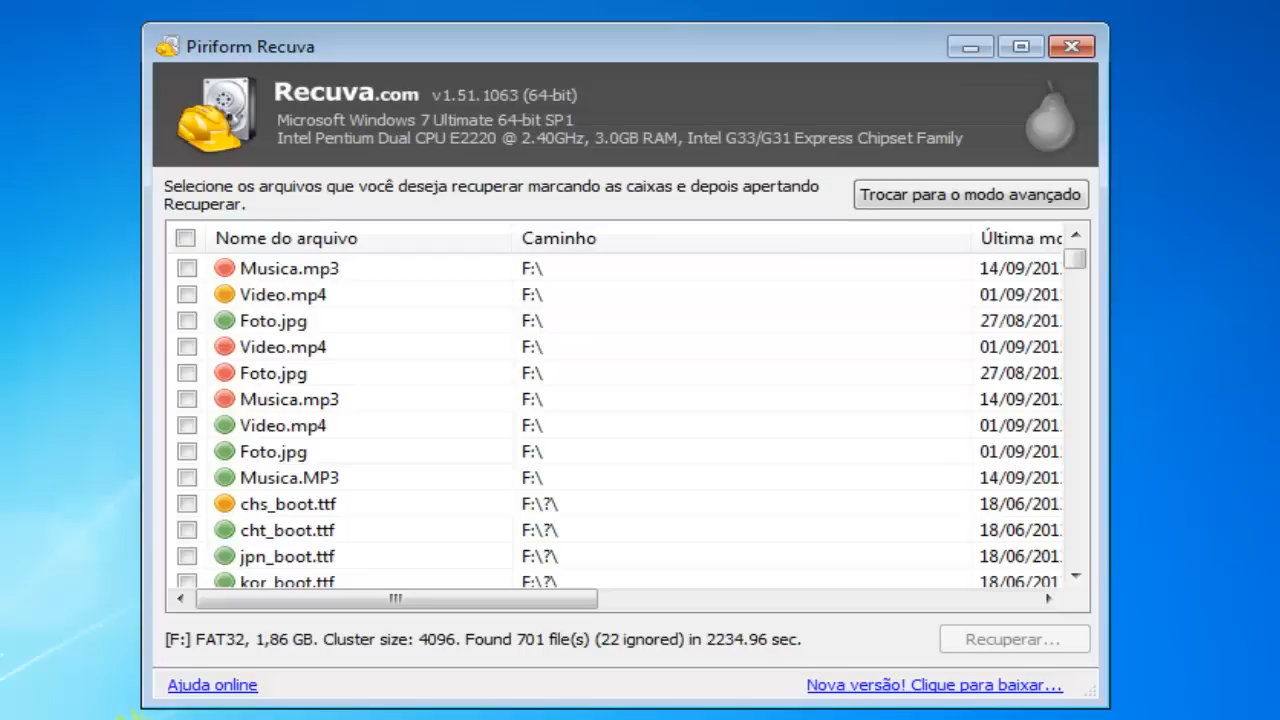 Piriform Recuva
Recuva.com v1.51.1063 (64-bit)
Microsoft Windows 7 Ultimate 64-bit SP1
Intel Pentium Dual CPU E2220 @ 2.40GHz, 3.0GB RAM, Intel G33/G31 Express Chipset Family
Selecione os arquivos que você deseja recuperar marcando as caixas e depois apertando
Recuperar.
Trocar para o modo avançado
Nome do arquivo Caminho Última mo
Musica.mp3 F:\ 14/09/201
Video.mp4 F:\ 01/09/201
Foto.jpg F:\ 27/08/201
Video.mp4 F:\ 01/09/201
Foto.jpg F:\ 27/08/201
Musica.mp3 F:\ 14/09/201
Video.mp4 F:\ 01/09/201
Foto.jpg F:\ 01/09/201
Musica.MP3 F:\ 14/09/201
chs_boot.ttf F:\?\ 18/06/201
cht_boot.ttf F:\?\ 18/06/201
jpn_boot.ttf F:\?\ 18/06/201
kor_boot.ttf F:\?\ 18/06/201
[F:] FAT32, 1,86 GB. Cluster size: 4096. Found 701 file(s) (22 ignored) in 2234.96 sec.
Recuperar...
Ajuda online
Nova versão! Clique para baixar...